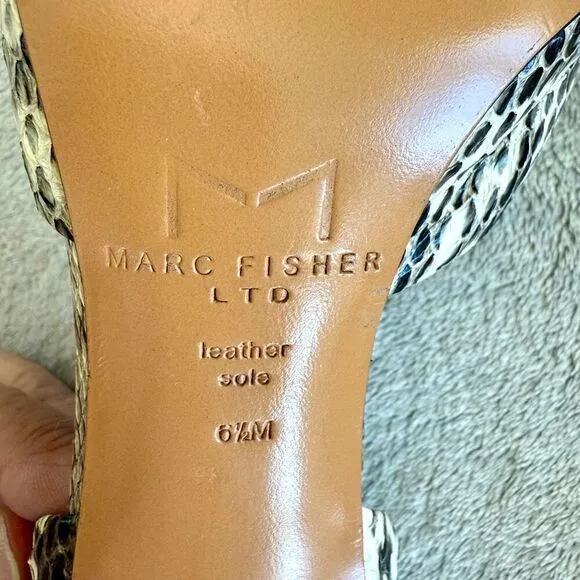 MARC FISHER
LTD
leather
sole
6½M